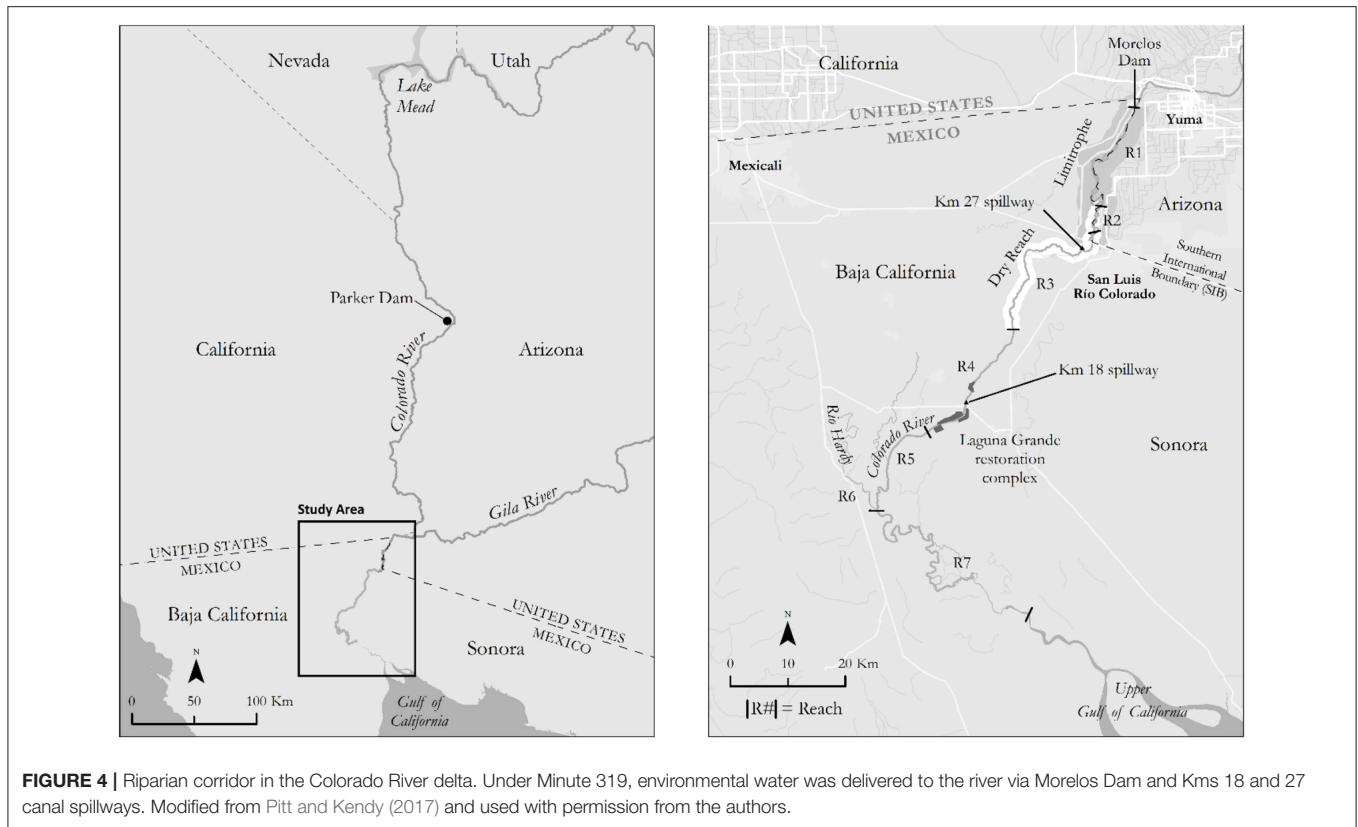 Nevada
Utah
Lake
Mead
Parker Dam
California
Arizona
Colorado River
Gila River
Study Area
UNITED STATES
MEXICO
Baja California
UNITED STATES
MEXICO
Sonora
N
0 50 100 Km
Gulf of
California
Morelos
Dam
California
UNITED STATES
MEXICO
Yuma
Limitrophe
R1
Mexicali
Arizona
Km 27 spillway
R2
Dry Reach
Southern
International
Boundary (SIB)
Baja California
R3
San Luis
Río Colorado
R4
Km 18 spillway
Río Hardy
Colorado River
Laguna Grande
restoration
complex
Sonora
R5
R6
R7
N
0 10 20 Km
|R#| = Reach
Upper
Gulf of California
FIGURE 4 | Riparian corridor in the Colorado River delta. Under Minute 319, environmental water was delivered to the river via Morelos Dam and Kms 18 and 27
canal spillways. Modified from Pitt and Kendy (2017) and used with permission from the authors.